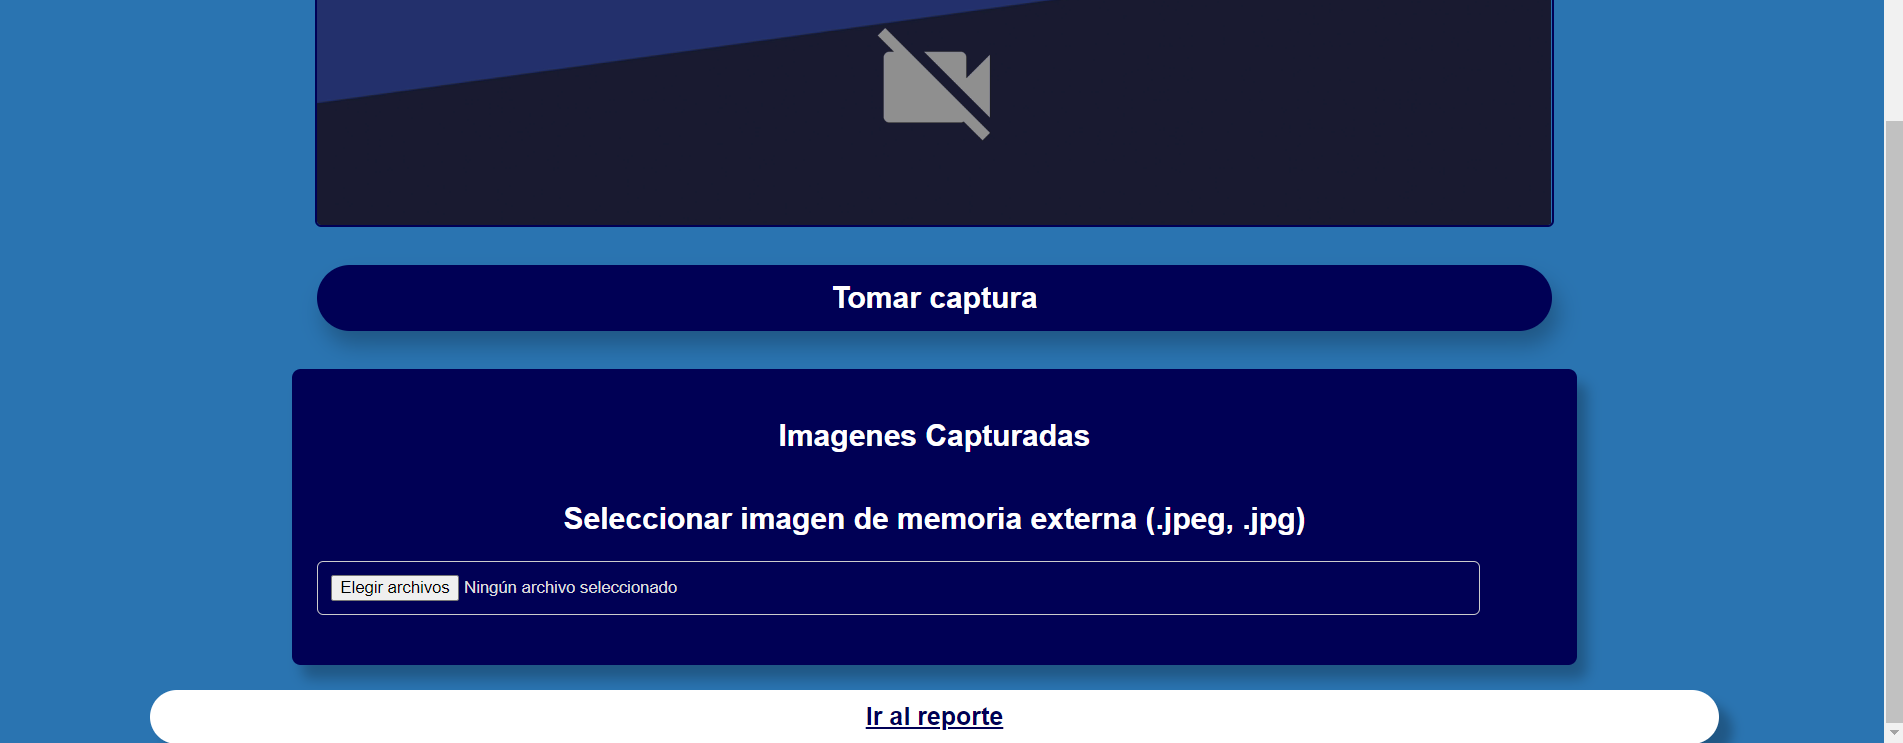 Tomar captura
Imagenes Capturadas
Seleccionar imagen de memoria externa (.jpeg, .jpg)
Elegir archivos Ningún archivo seleccionado
Ir al reporte